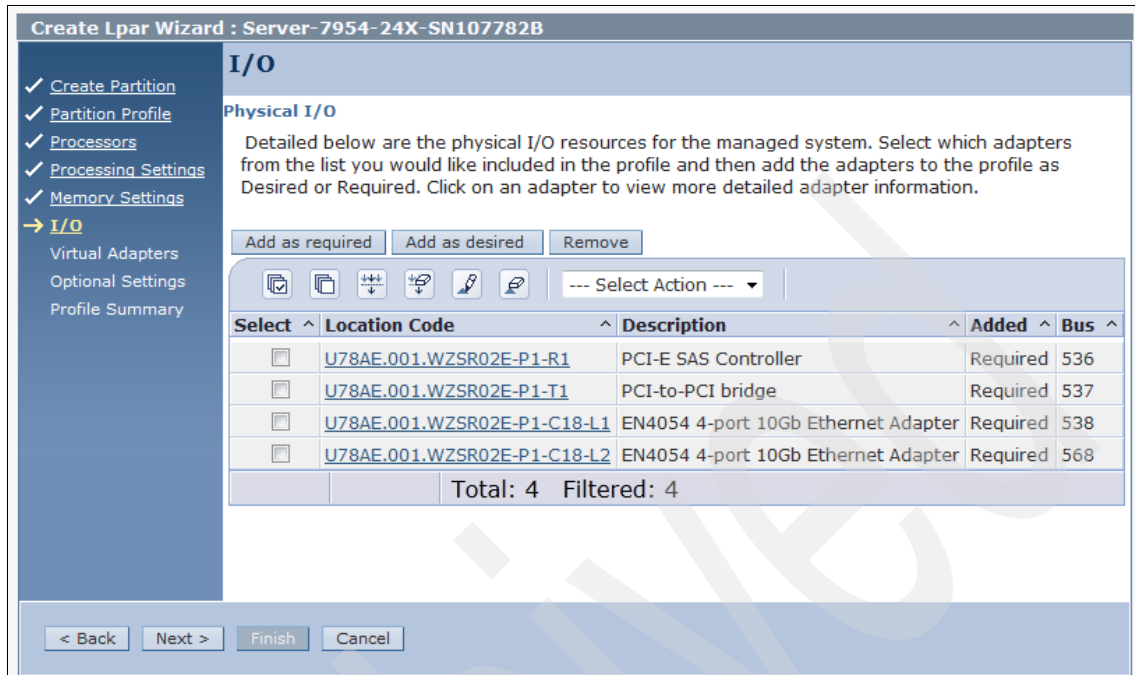 Create Lpar Wizard : Server-7954-24X-SN107782B
Create Partition
Partition Profile
Processors
Processing Settings
Memory Settings
I/O
Virtual Adapters
Optional Settings
Profile Summary
I/O
Physical I/O
Detailed below are the physical I/O resources for the managed system. Select which adapters
from the list you would like included in the profile and then add the adapters to the profile as
Desired or Required. Click on an adapter to view more detailed adapter information.
Add as required Add as desired Remove
--- Select Action ---
Select ^ Location Code ^ Description ^ Added ^ Bus ^
U78AE.001.WZSR02E-P1-R1 PCI-E SAS Controller Required 536
U78AE.001.WZSR02E-P1-T1 PCI-to-PCI bridge Required 537
U78AE.001.WZSR02E-P1-C18-L1 EN4054 4-port 10Gb Ethernet Adapter Required 538
U78AE.001.WZSR02E-P1-C18-L2 EN4054 4-port 10Gb Ethernet Adapter Required 568
Total: 4 Filtered: 4
< Back Next > Finish Cancel